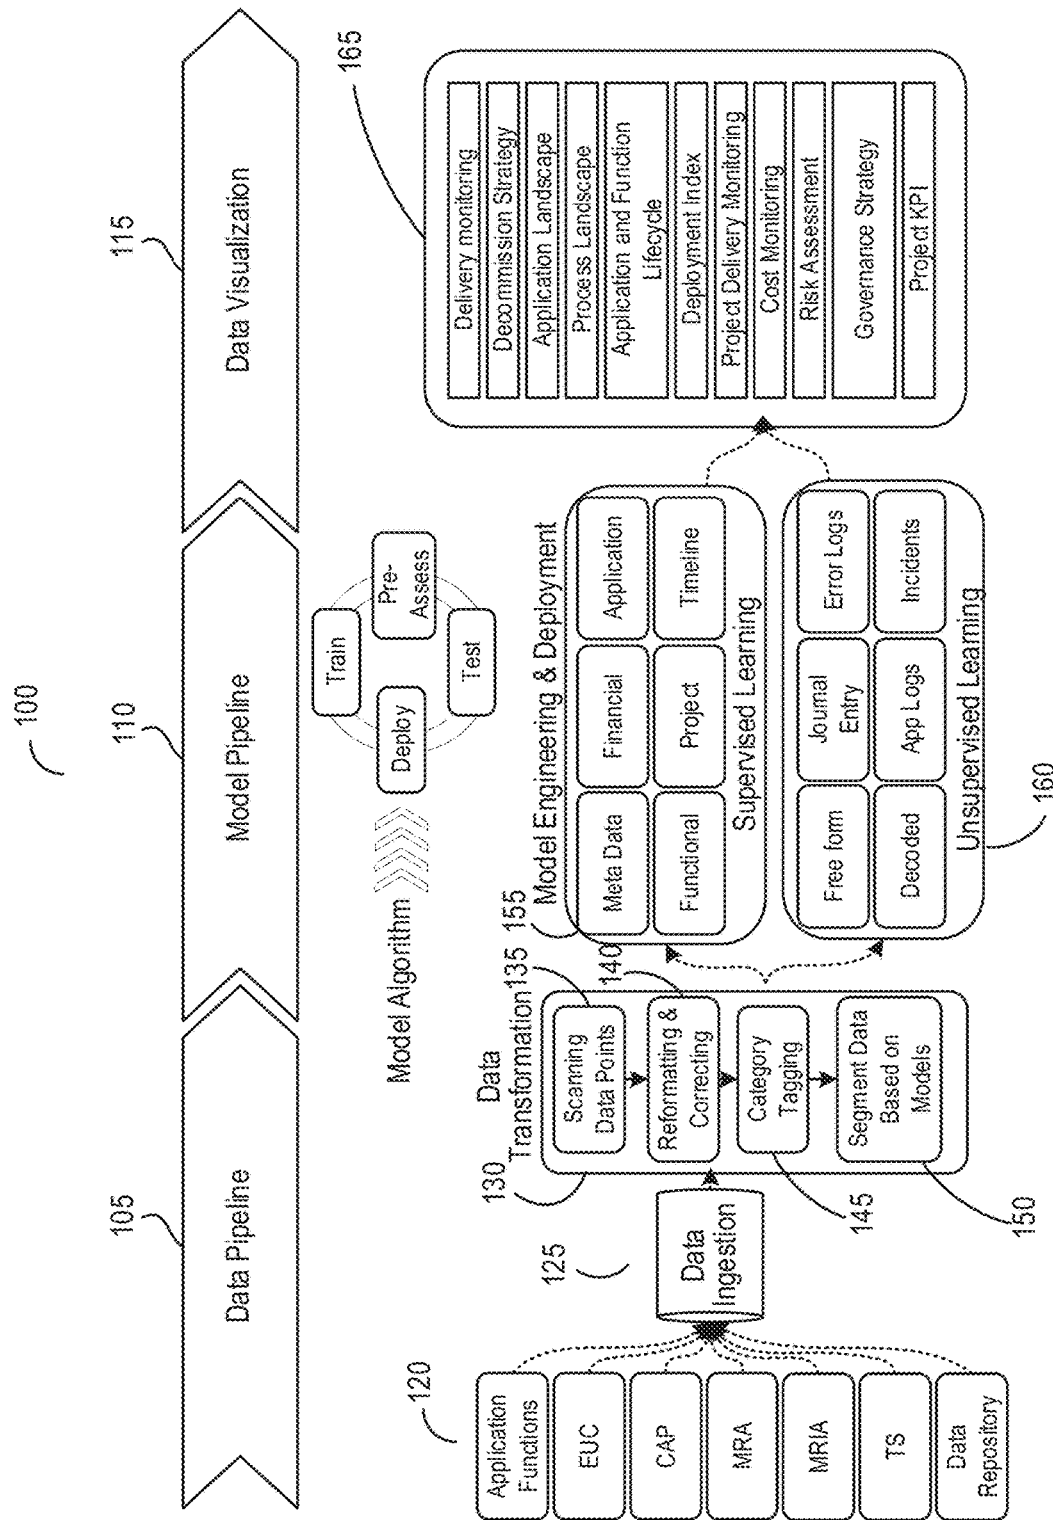 100
105
Data Pipeline
110
Model Pipeline
115
Data Visualization
Model Algorithm
Train
Pre-
Assess
Test
Deploy
120
Application
Functions
EUC
CAP
MRA
MRIA
TS
Data
Repository
125
Data
Ingestion
Data
Transformation
130
135
Scanning
Data Points
140
Reformatting &
Correcting
Category
Tagging
145
Segment Data
Based on
Models
150
Model Engineering & Deployment
155
Meta Data
Financial
Application
Functional
Project
Timeline
Supervised Learning
Free form
Journal
Entry
Error Logs
Decoded
App Logs
Incidents
Unsupervised Learning
160
165
Delivery monitoring
Decommission Strategy
Application Landscape
Process Landscape
Application and Function
Lifecycle
Deployment Index
Project Delivery Monitoring
Cost Monitoring
Risk Assessment
Governance Strategy
Project KPI